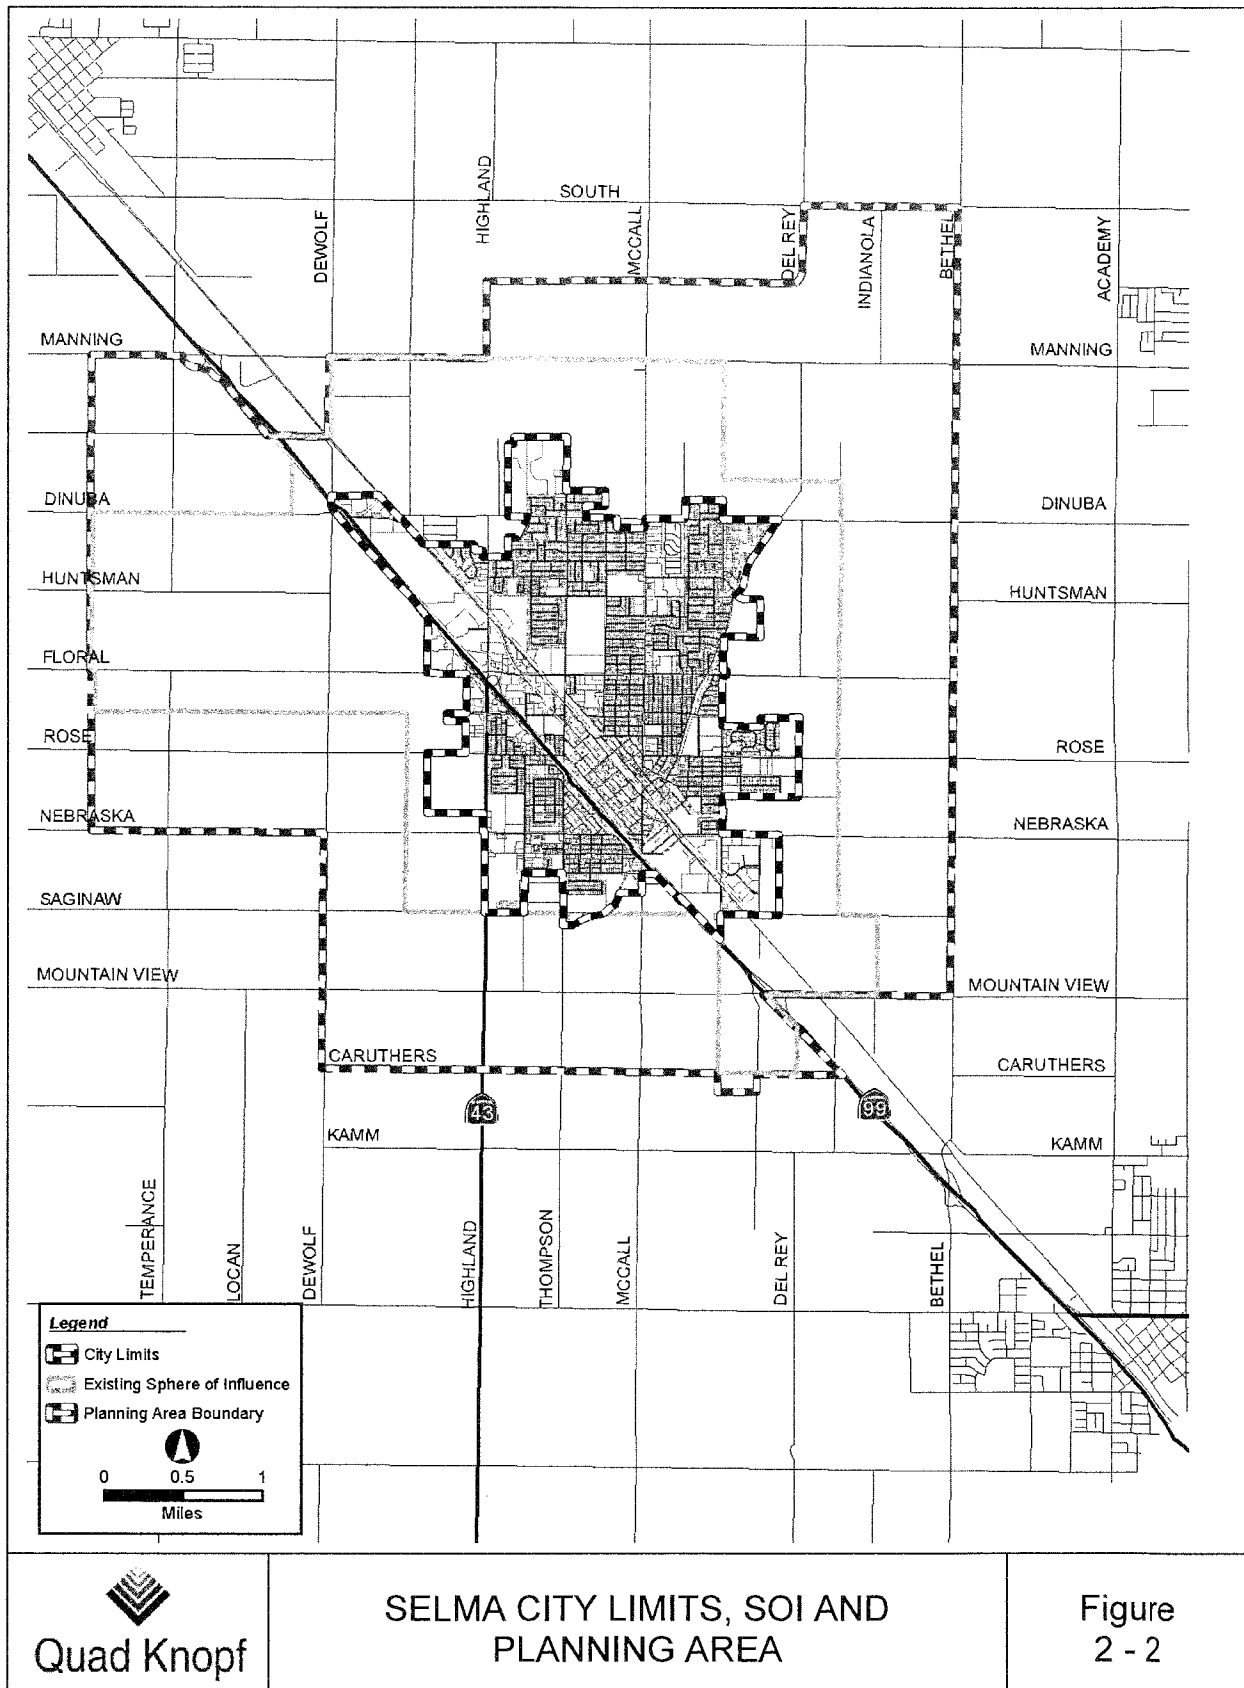 HIGHLAND
SOUTH
DEWOLF
MCCALL
DEL REY
INDIANOLA
BETHEL
ACADEMY
MANNING
MANNING
DINUBA
DINUBA
HUNTSMAN
HUNTSMAN
FLORAL
ROSE
ROSE
NEBRASKA
NEBRASKA
SAGINAW
MOUNTAIN VIEW
MOUNTAIN VIEW
CARUTHERS
CARUTHERS
43
99
KAMM
KAMM
TEMPERANCE
LOCAN
DEWOLF
HIGHLAND
THOMPSON
MCCALL
DEL REY
BETHEL
Legend
City Limits
Existing Sphere of Influence
Planning Area Boundary
0 0.5 1
Miles
Quad Knopf
SELMA CITY LIMITS, SOI AND
PLANNING AREA
Figure
2 - 2